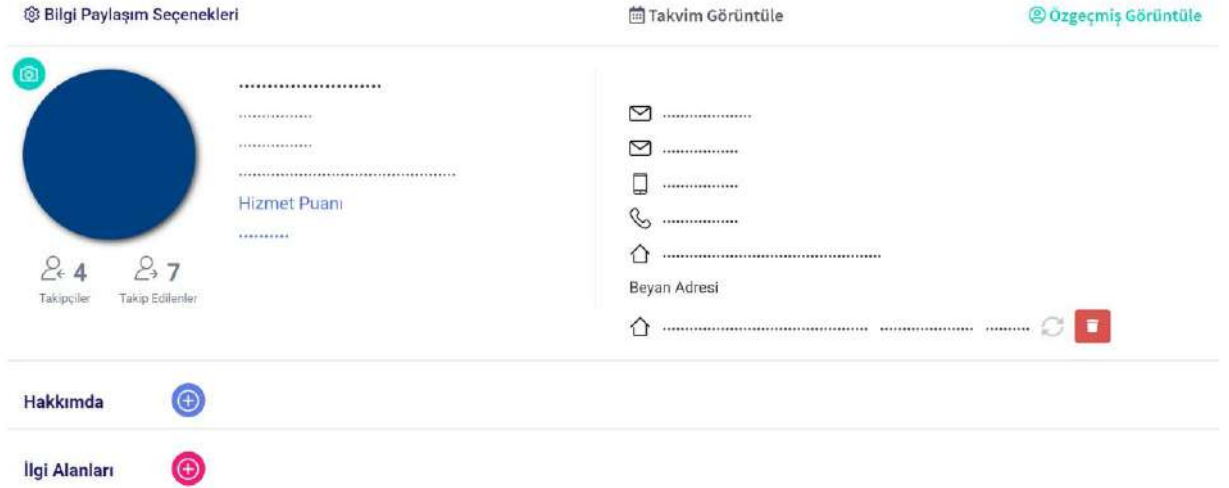 Bilgi Paylaşım Seçenekleri
Takvim Görüntüle
Özgeçmiş Görüntüle
Hizmet Puanı
4
Takipçiler
7
Takip Edilenler
Beyan Adresi
Hakkımda
İlgi Alanları